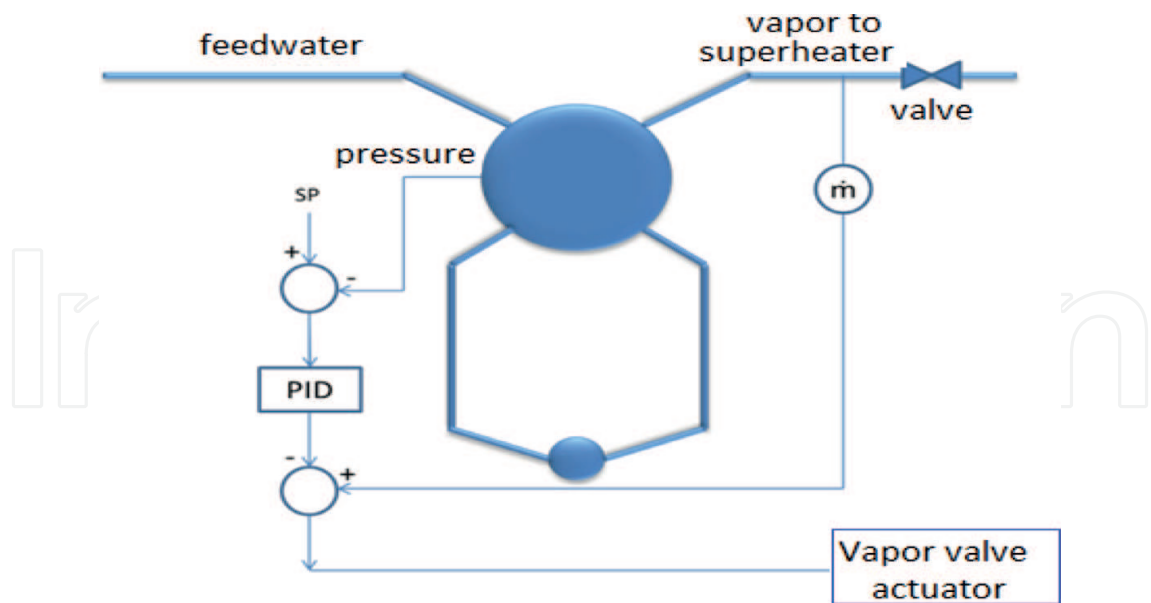 feedwater
vapor to
superheater
valve
pressure
ṁ
SP
+
-
PID
-
+
Vapor valve
actuator